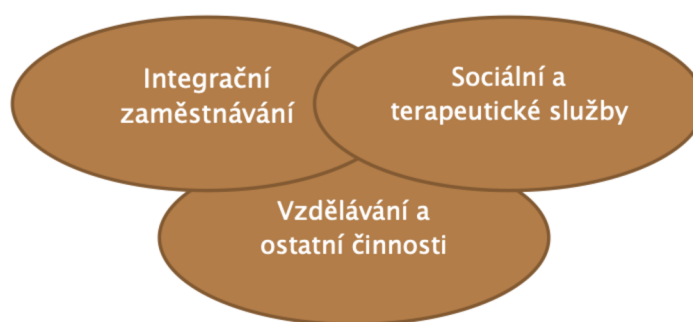 Integrační
zaměstnávání
Sociální a
terapeutické služby
Vzdělávání a
ostatní činnosti